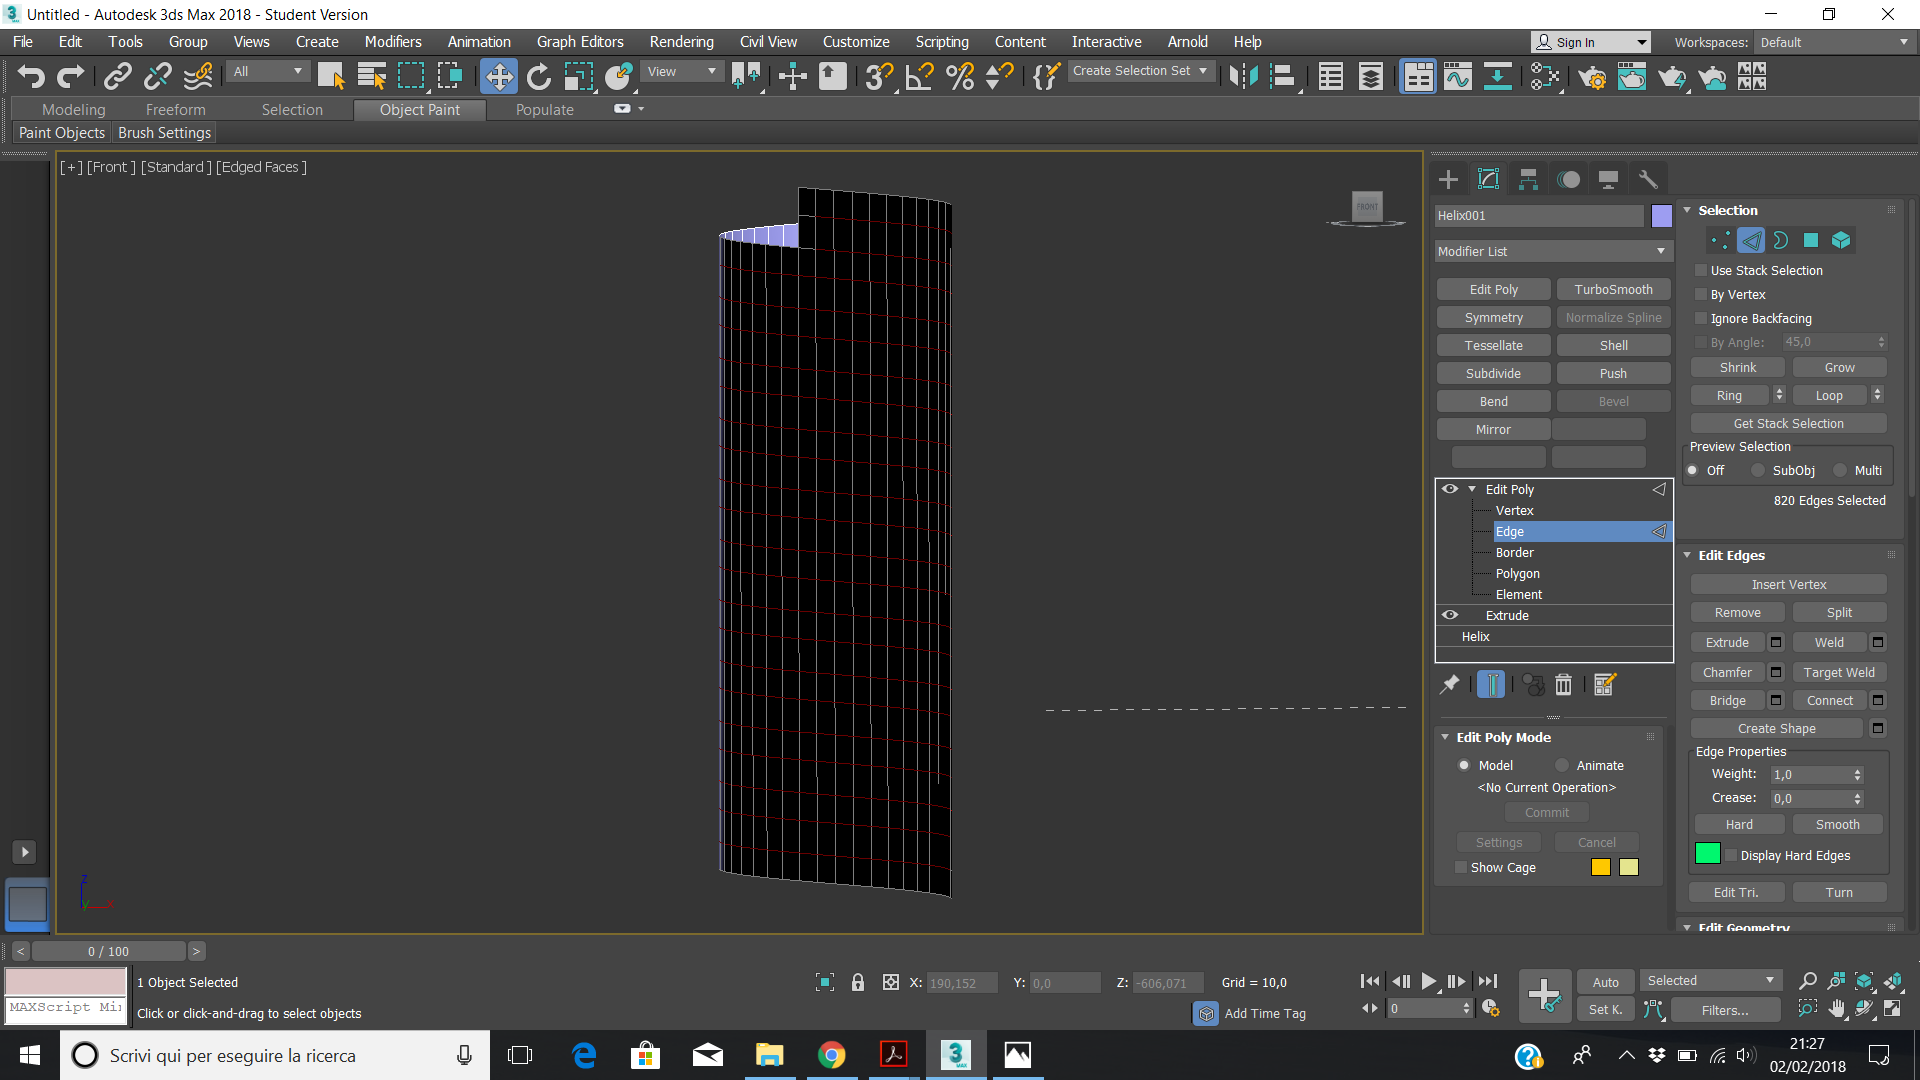 Untitled - Autodesk 3ds Max 2018 - Student Version
File Edit Tools Group Views Create Modifiers Animation Graph Editors Rendering Civil View Customize Scripting Content Interactive Arnold Help Sign In Workspaces: Default
All View Create Selection Set
Modeling Freeform Selection Object Paint Populate
Paint Objects Brush Settings
[+] [Front ] [Standard ] [Edged Faces ]
FRONT
Helix001
Modifier List
Edit Poly TurboSmooth
Symmetry Normalize Spline
Tessellate Shell
Subdivide Push
Bend Bevel
Mirror
Edit Poly
Vertex
Edge
Border
Polygon
Element
Extrude
Helix
Edit Poly Mode
Model Animate
<No Current Operation>
Commit
Settings Cancel
Show Cage
Selection
Use Stack Selection
By Vertex
Ignore Backfacing
By Angle: 45,0
Shrink Grow
Ring Loop
Get Stack Selection
Preview Selection
Off SubObj Multi
820 Edges Selected
Edit Edges
Insert Vertex
Remove Split
Extrude Weld
Chamfer Target Weld
Bridge Connect
Create Shape
Edge Properties
Weight: 1,0
Crease: 0,0
Hard Smooth
Display Hard Edges
Edit Tri. Turn
Edit Geometry
z
y x
< 0 / 100 >
1 Object Selected X: 190,152 Y: 0,0 Z: -606,071 Grid = 10,0 Auto Selected
MAXScript Mi Click or click-and-drag to select objects Add Time Tag 0 Set K. Filters...
Scrivi qui per eseguire la ricerca
21:27
02/02/2018